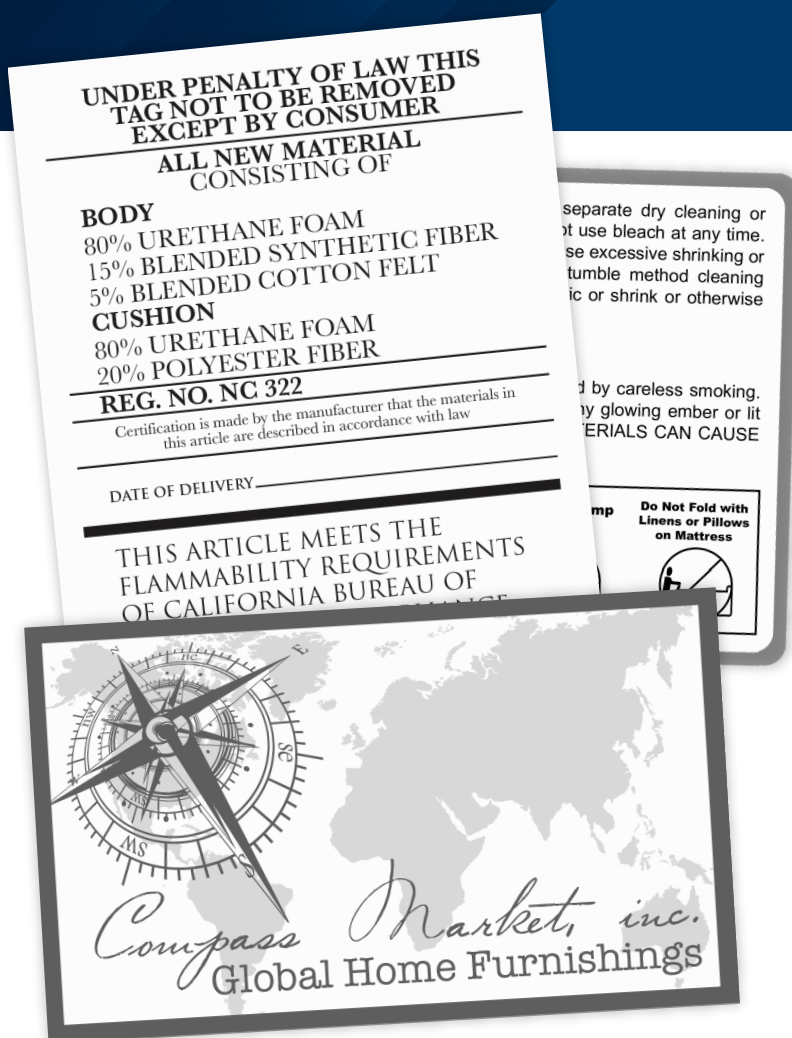 UNDER PENALTY OF LAW THIS
TAG NOT TO BE REMOVED
EXCEPT BY CONSUMER
ALL NEW MATERIAL
CONSISTING OF
BODY
80% URETHANE FOAM
15% BLENDED SYNTHETIC FIBER
5% BLENDED COTTON FELT
CUSHION
80% URETHANE FOAM
20% POLYESTER FIBER
REG. NO. NC 322
Certification is made by the manufacturer that the materials in
this article are described in accordance with law
DATE OF DELIVERY
THIS ARTICLE MEETS THE
FLAMMABILITY REQUIREMENTS
OF CALIFORNIA BUREAU OF
separate dry cleaning or
use bleach at any time.
excessive shrinking or
tumble method cleaning
or shrink or otherwise
by careless smoking.
glowing ember or lit
CAN CAUSE
Do Not Fold with
Linens or Pillows
on Mattress
N
ne
E
nw
se
sw
SW
S
Compass Market, inc.
Global Home Furnishings